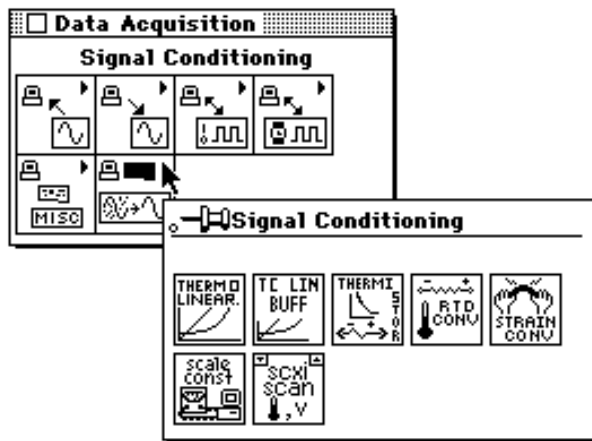 Data Acquisition
Signal Conditioning
MISC
Signal Conditioning
THERMO
LINEAR.
TC LIN
BUFF
THERMI
STOR
RTD
CONV
STRAIN
CONV
scale
const
scxi
scan
,V